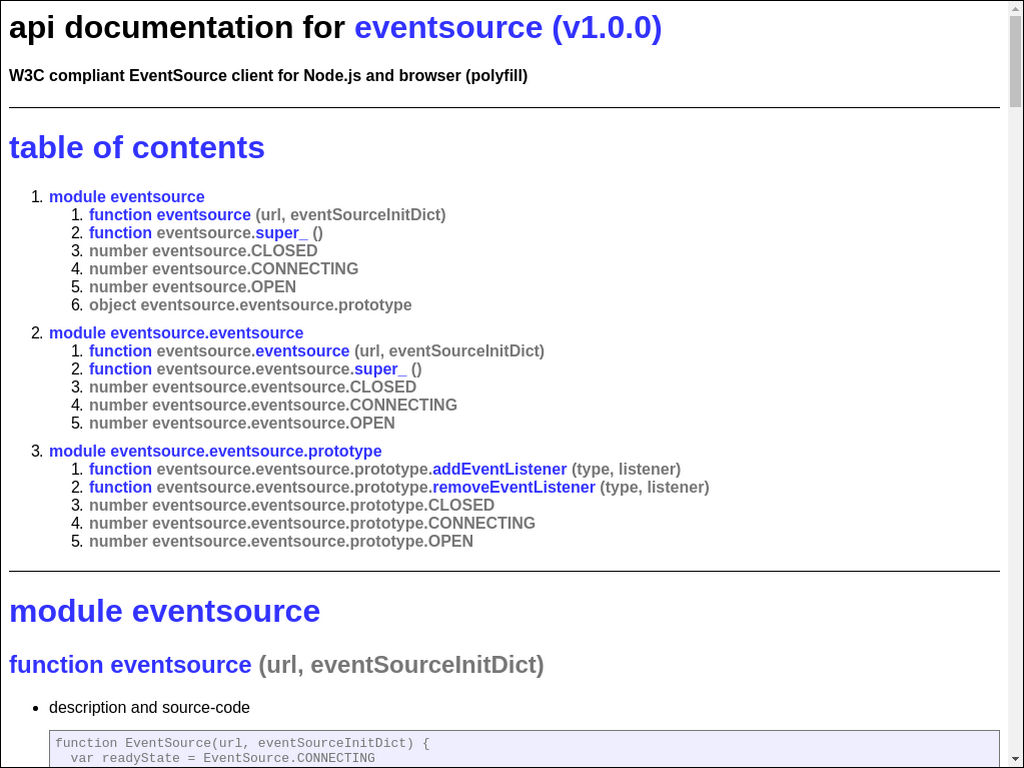 api documentation for eventsource (v1.0.0)
W3C compliant EventSource client for Node.js and browser (polyfill)
table of contents
1. module eventsource
1. function eventsource (url, eventSourceInitDict)
2. function eventsource.super_ ()
3. number eventsource.CLOSED
4. number eventsource.CONNECTING
5. number eventsource.OPEN
6. object eventsource.eventsource.prototype
2. module eventsource.eventsource
1. function eventsource.eventsource (url, eventSourceInitDict)
2. function eventsource.eventsource.super_ ()
3. number eventsource.eventsource.CLOSED
4. number eventsource.eventsource.CONNECTING
5. number eventsource.eventsource.OPEN
3. module eventsource.eventsource.prototype
1. function eventsource.eventsource.prototype.addEventListener (type, listener)
2. function eventsource.eventsource.prototype.removeEventListener (type, listener)
3. number eventsource.eventsource.prototype.CLOSED
4. number eventsource.eventsource.prototype.CONNECTING
5. number eventsource.eventsource.prototype.OPEN
module eventsource
function eventsource (url, eventSourceInitDict)
• description and source-code
function EventSource(url, eventSourceInitDict) {
var readyState = EventSource.CONNECTING